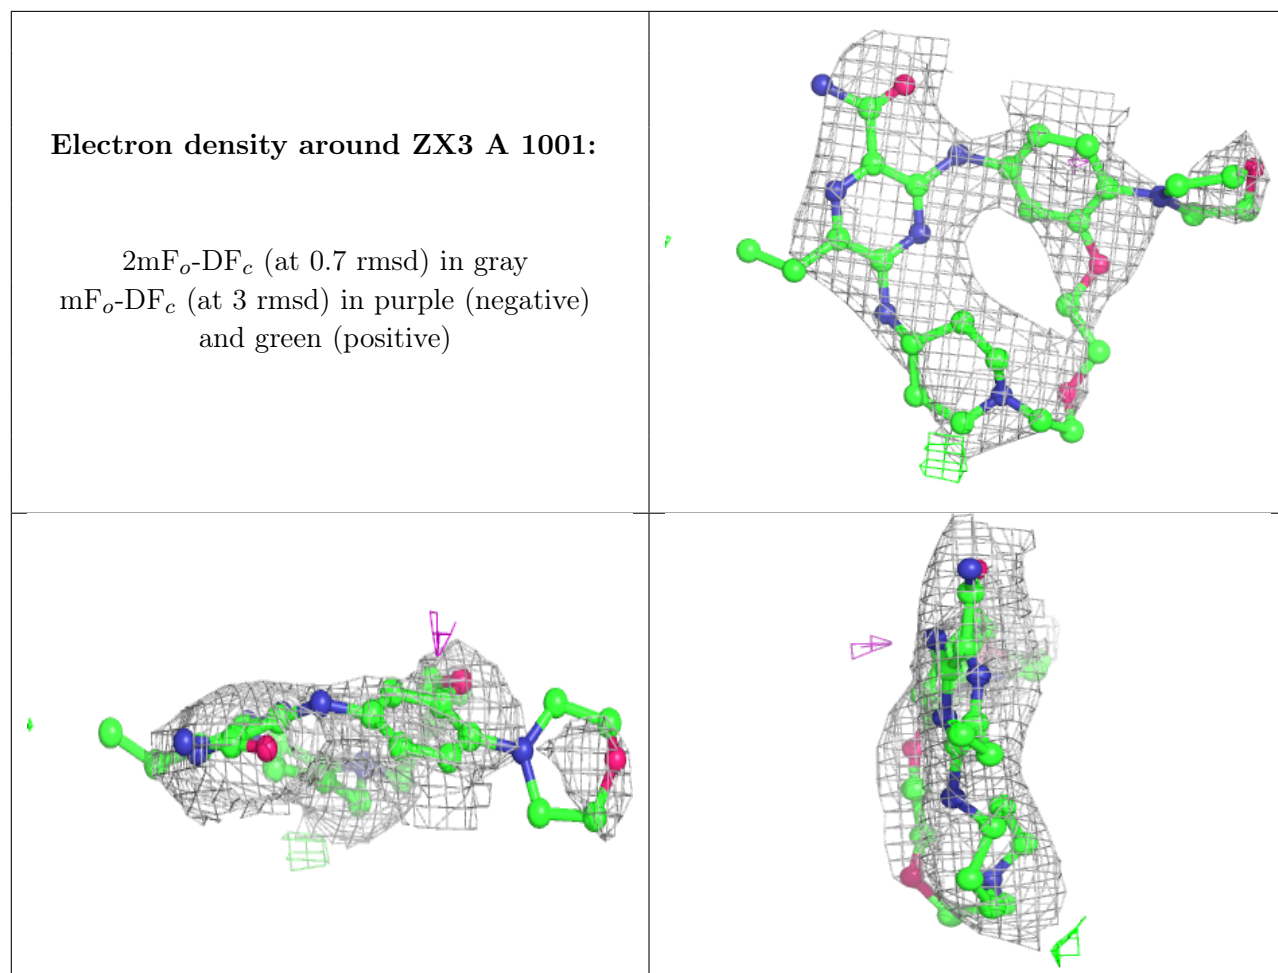 Electron density around ZX3 A 1001:
2mFo-DFc (at 0.7 rmsd) in gray
mFo-DFc (at 3 rmsd) in purple (negative)
and green (positive)